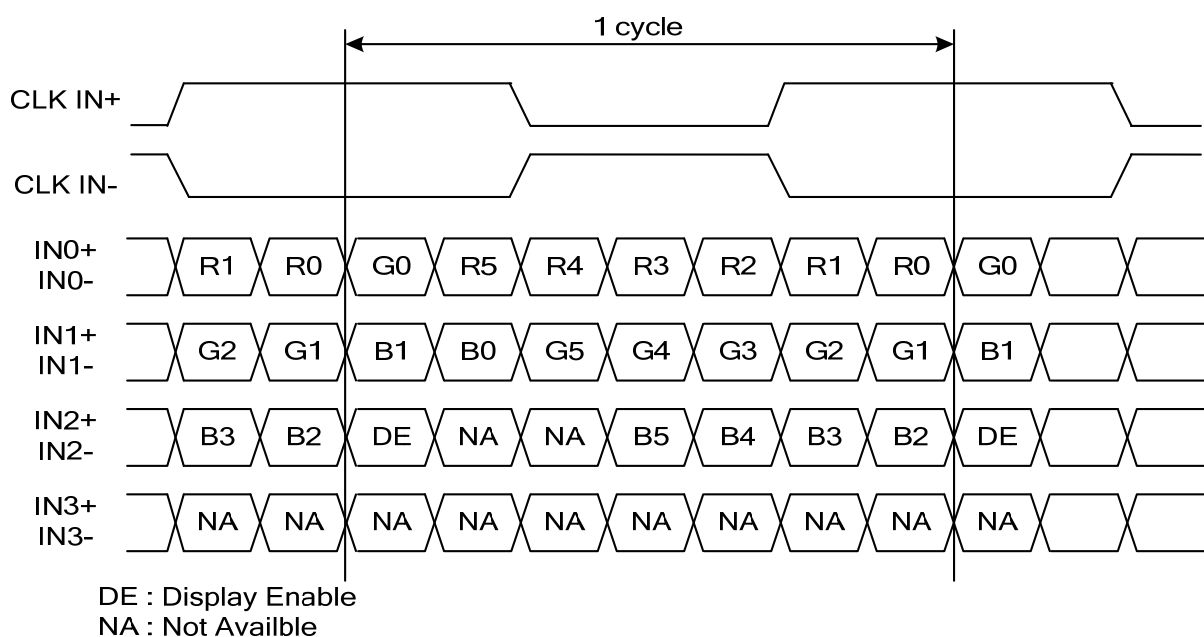 1 cycle
CLK IN+
CLK IN-
IN0+
IN0-
R1 R0 G0 R5 R4 R3 R2 R1 R0 G0
IN1+
IN1-
G2 G1 B1 B0 G5 G4 G3 G2 G1 B1
IN2+
IN2-
B3 B2 DE NA NA B5 B4 B3 B2 DE
IN3+
IN3-
NA NA NA NA NA NA NA NA NA NA
DE : Display Enable
NA : Not Availble